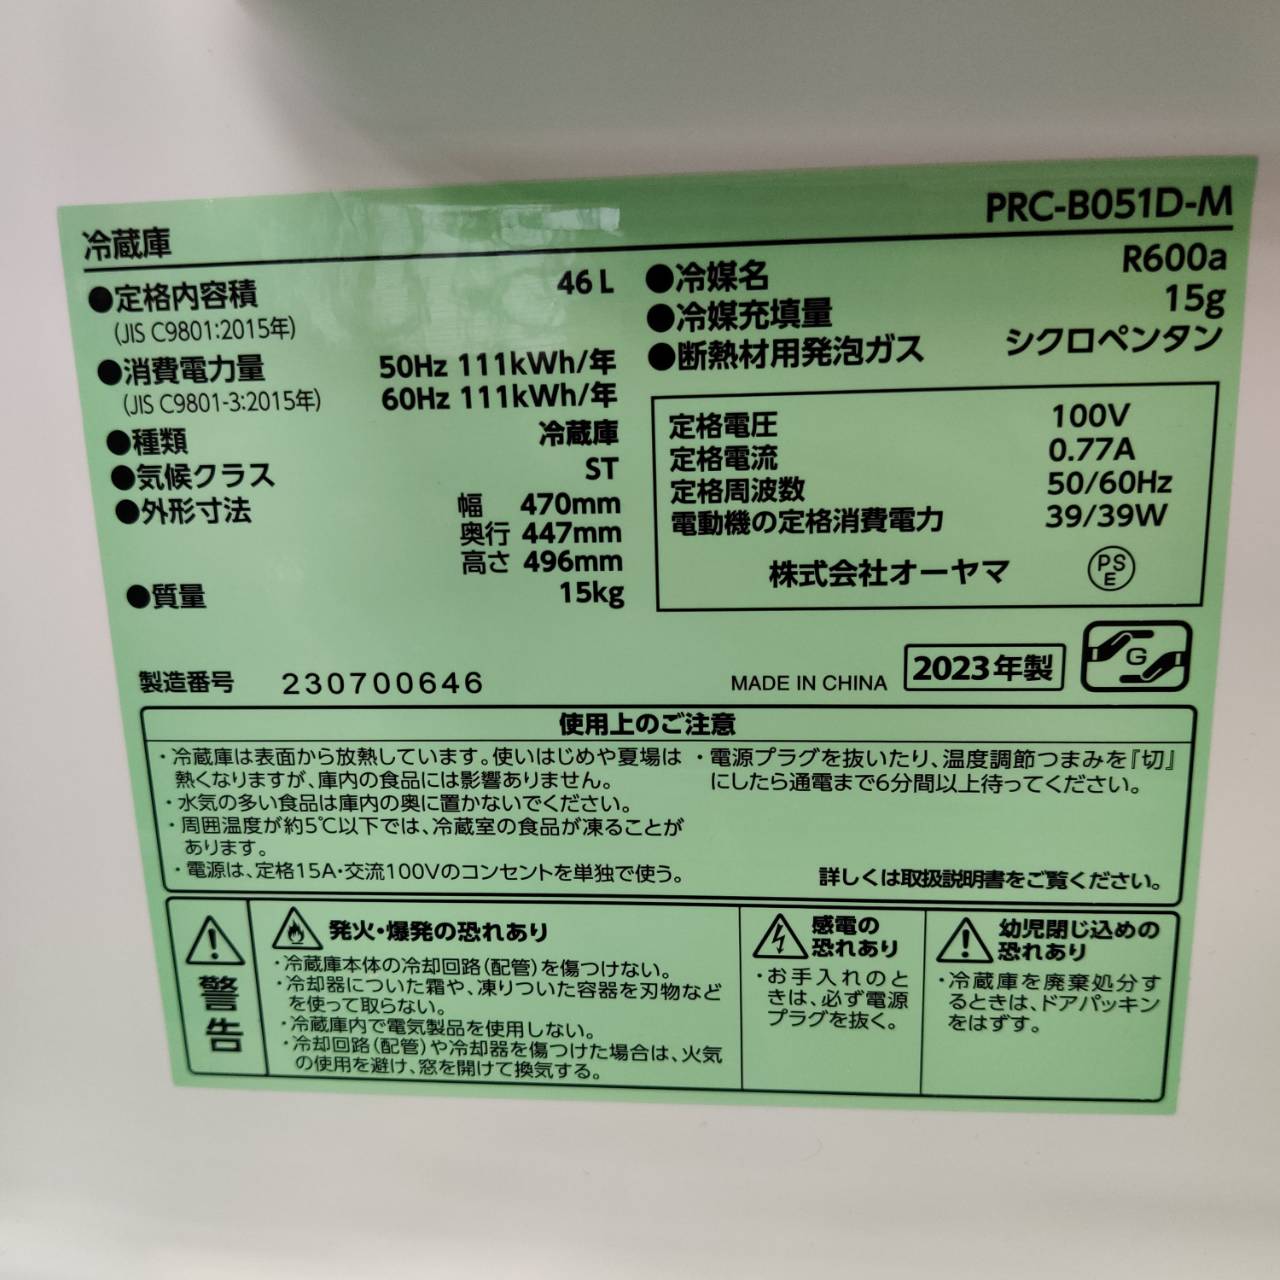 PRC-B051D-M
冷蔵庫
●定格内容積 46 L
(JIS C9801:2015年)
●消費電力量 50Hz 111kWh/年
(JIS C9801-3:2015年) 60Hz 111kWh/年
●種類 冷蔵庫
●気候クラス ST
●外形寸法 幅 470mm
奥行 447mm
高さ 496mm
●質量 15kg
●冷媒名 R600a
●冷媒充填量 15g
●断熱材用発泡ガス シクロペンタン
定格電圧 100V
定格電流 0.77A
定格周波数 50/60Hz
電動機の定格消費電力 39/39W
株式会社オーヤマ PSE
製造番号 230700646
MADE IN CHINA 2023年製 G
使用上のご注意
・冷蔵庫は表面から放熱しています。使いはじめや夏場は
熱くなりますが、庫内の食品には影響ありません。
・水気の多い食品は庫内の奥に置かないでください。
・周囲温度が約5℃以下では、冷蔵室の食品が凍ることが
あります。
・電源は、定格15A・交流100Vのコンセントを単独で使う。
・電源プラグを抜いたり、温度調節つまみを『切』
にしたら通電まで6分間以上待ってください。
詳しくは取扱説明書をご覧ください。
警告
発火・爆発の恐れあり
・冷蔵庫本体の冷却回路(配管)を傷つけない。
・冷却器についた霜や、凍りついた容器を刃物など
を使って取らない。
・冷蔵庫内で電気製品を使用しない。
・冷却回路(配管)や冷却器を傷つけた場合は、火気
の使用を避け、窓を開けて換気する。
感電の
恐れあり
・お手入れのと
きは、必ず電源
プラグを抜く。
幼児閉じ込めの
恐れあり
・冷蔵庫を廃棄処分す
るときは、ドアパッキン
をはずす。